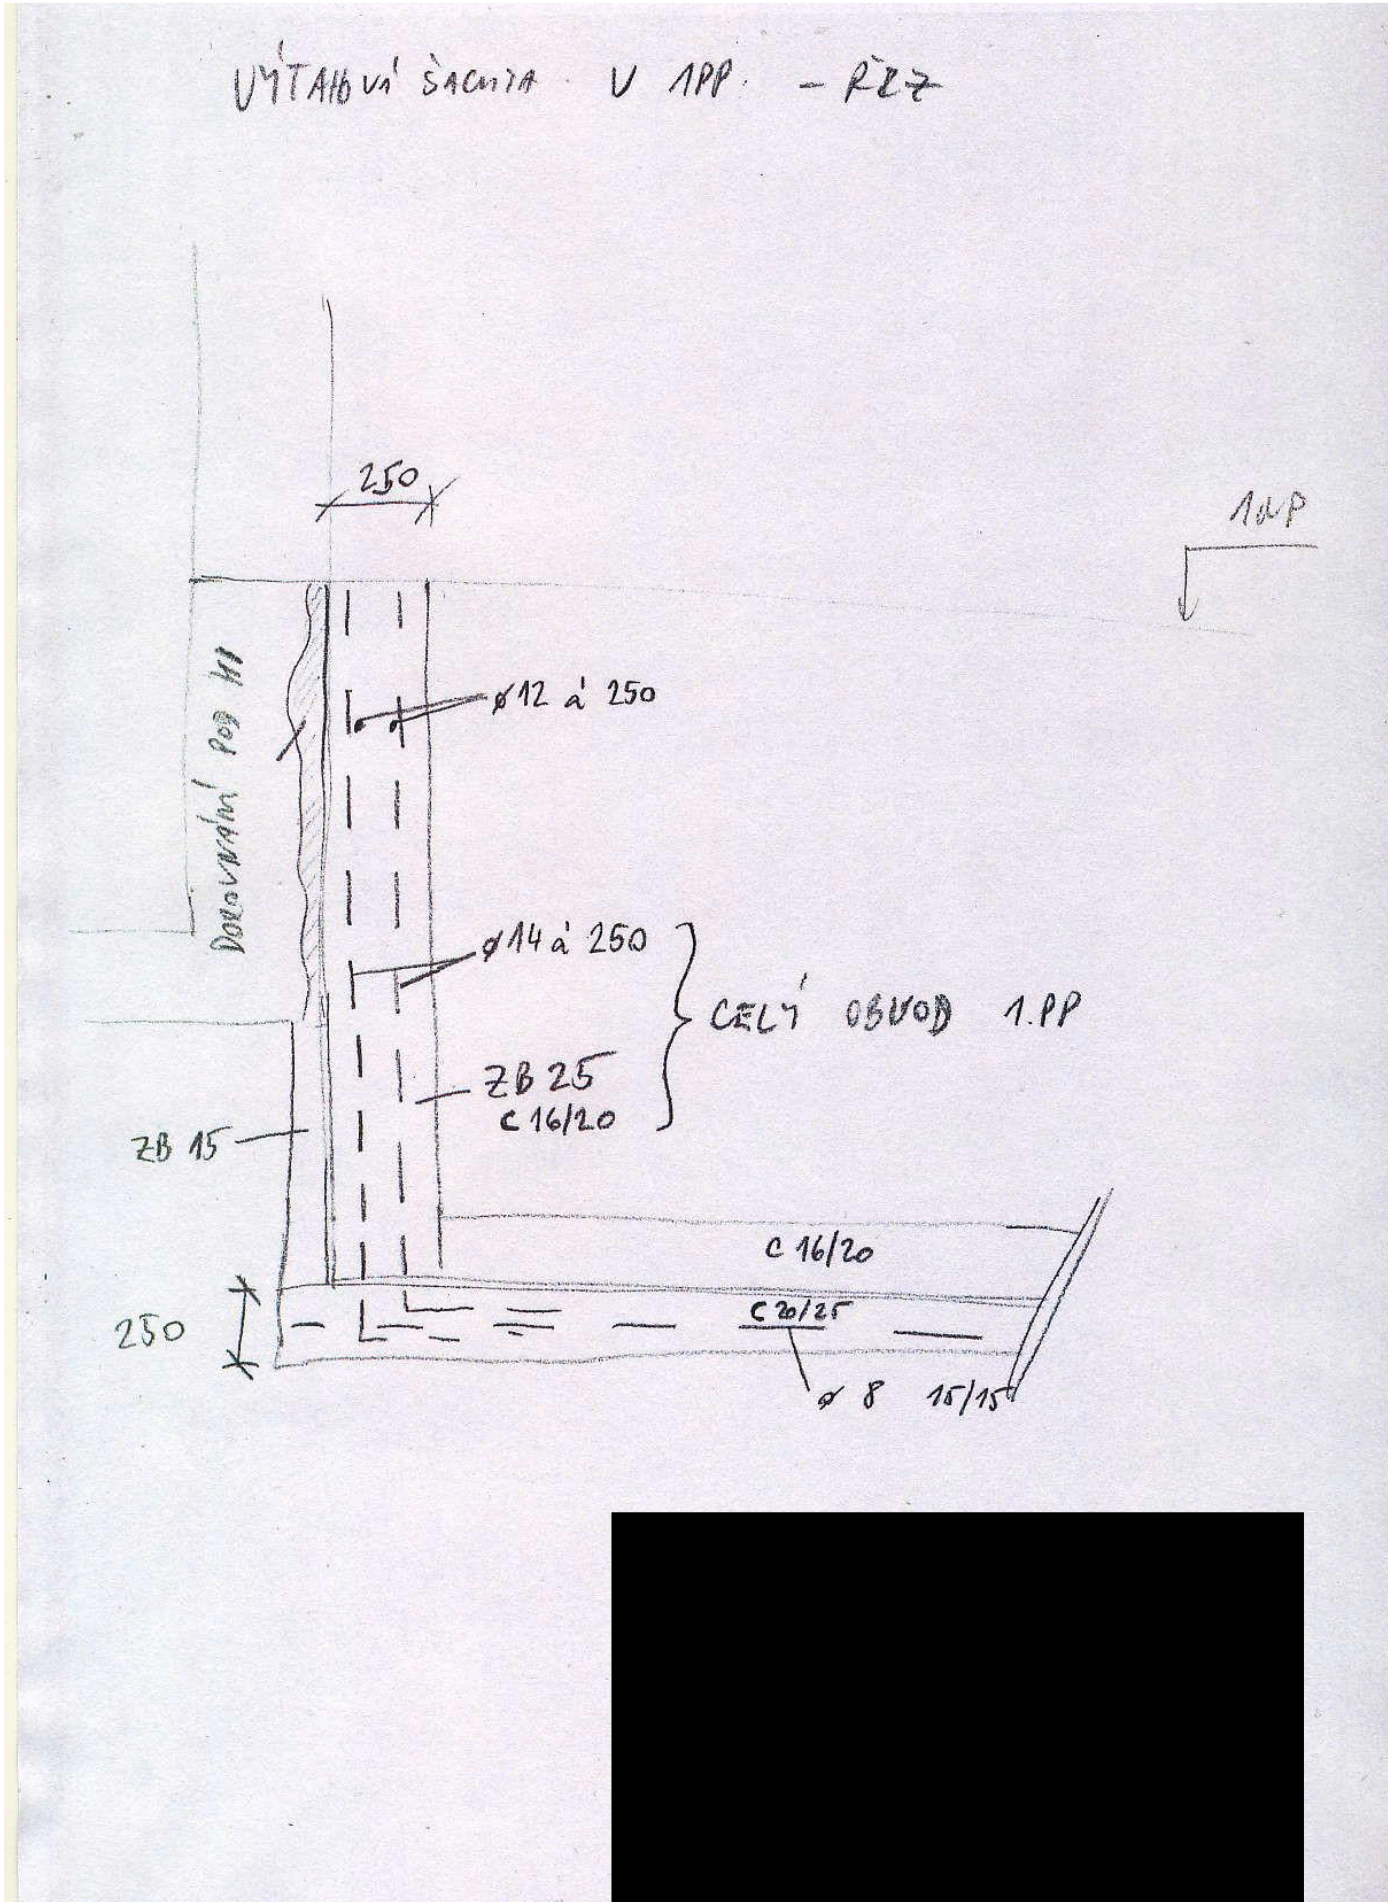 VÝTAHOVÁ ŠACHTA V 1PP. - ŘEZ
250
1NP
DOROVNÁNÍ POD HI
ø12 á 250
ø14 á 250
CELÝ OBVOD 1.PP
ZB 25
C 16/20
ZB 15
C 16/20
250
C 20/25
ø 8 15/15